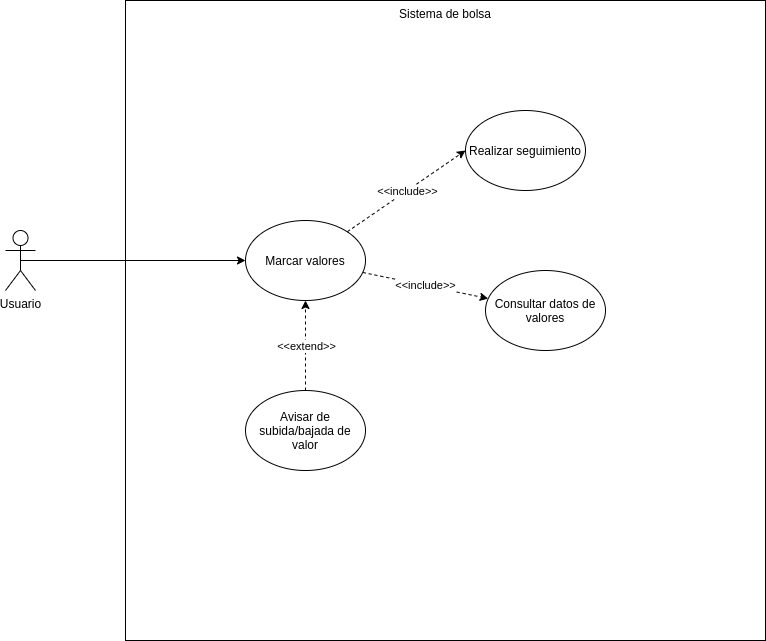 Sistema de bolsa
Realizar seguimiento
<<include>>
Marcar valores
<<include>>
Consultar datos de
valores
Usuario
<<extend>>
Avisar de
subida/bajada de
valor